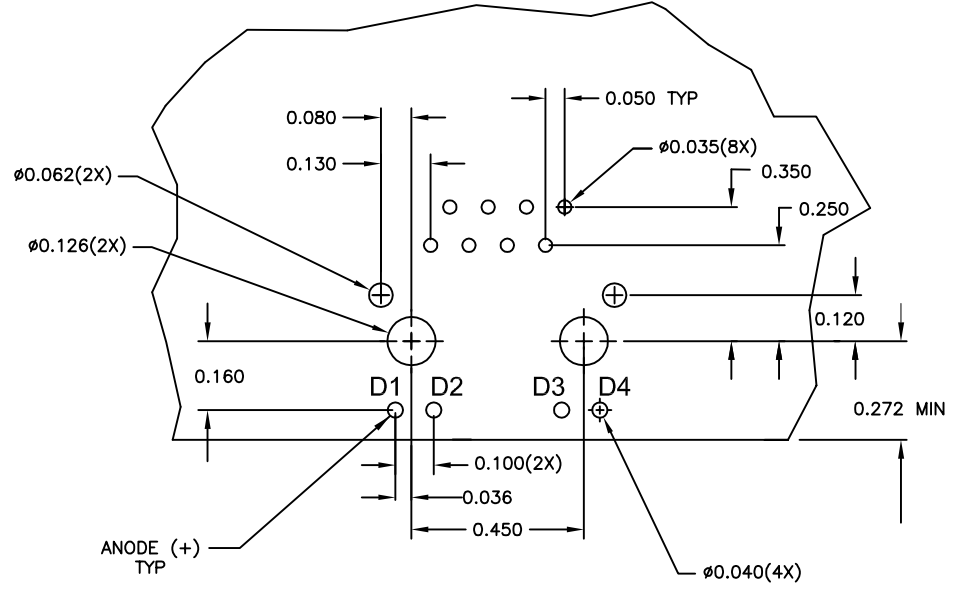 0.050 TYP
0.080
0.130
ø0.035(8X)
0.350
ø0.062(2X)
0.250
ø0.126(2X)
0.120
0.160
D1 D2 D3 D4
0.272 MIN
0.100(2X)
0.036
0.450
ANODE (+)
TYP
ø0.040(4X)